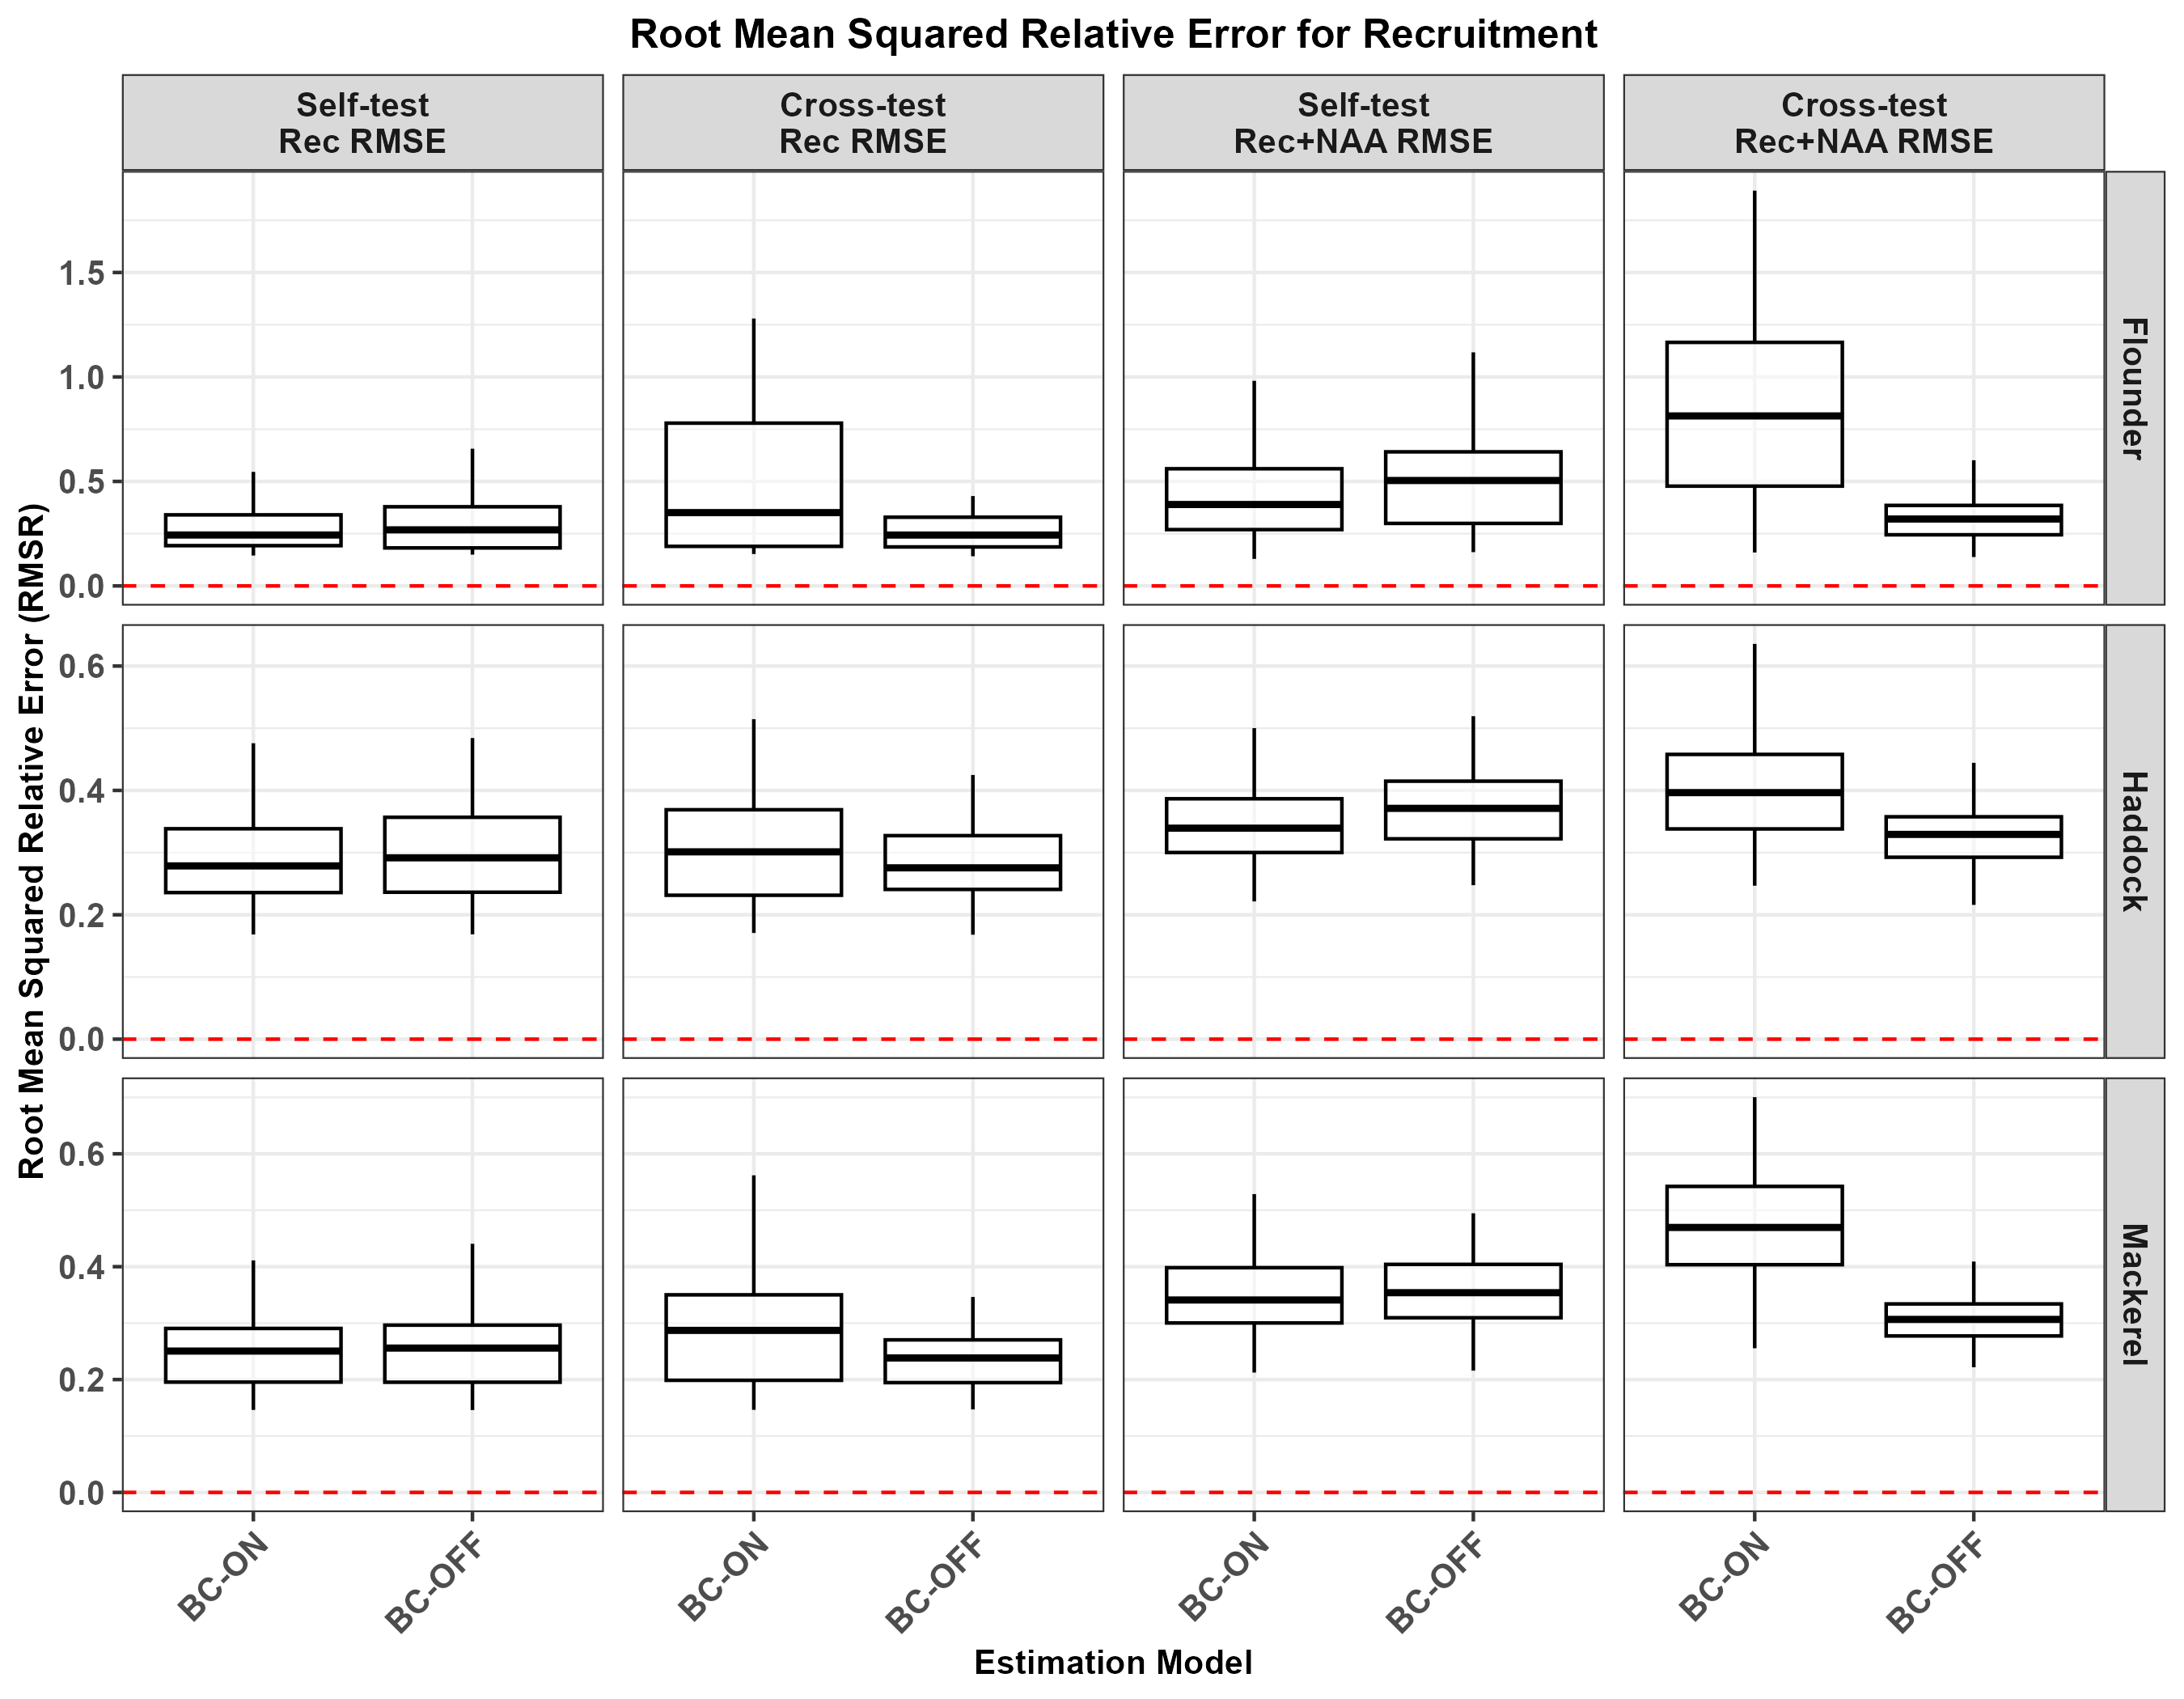 Root Mean Squared Relative Error for Recruitment
Self-test
Rec RMSE
Cross-test
Rec RMSE
Self-test
Rec+NAA RMSE
Cross-test
Rec+NAA RMSE
Root Mean Squared Relative Error (RMSR)
1.5
1.0
0.5
0.0
Flounder
0.6
0.4
0.2
0.0
Haddock
0.6
0.4
0.2
0.0
Mackerel
BC-ON
BC-OFF
BC-ON
BC-OFF
BC-ON
BC-OFF
BC-ON
BC-OFF
Estimation Model